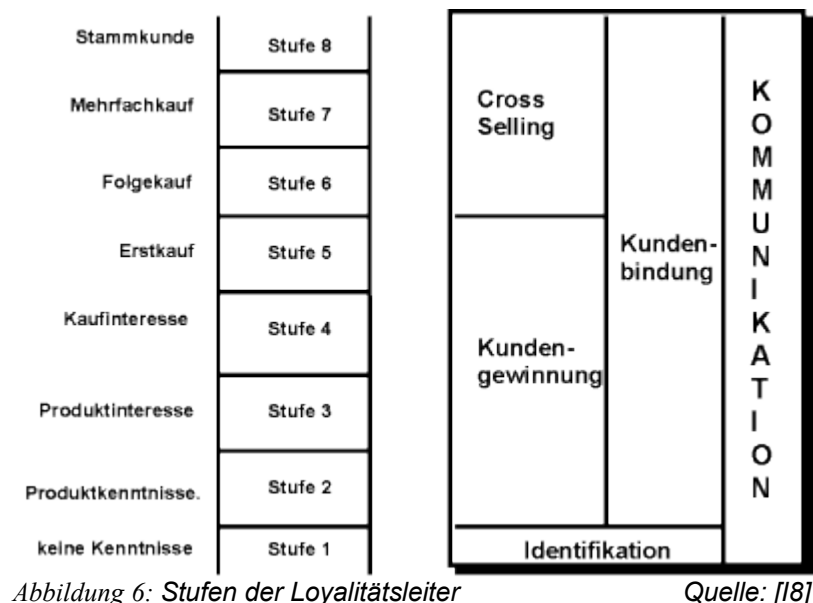 Stammkunde
Stufe 8
Mehrfachkauf
Stufe 7
Folgekauf
Stufe 6
Erstkauf
Stufe 5
Kaufinteresse
Stufe 4
Produktinteresse
Stufe 3
Produktkenntnisse.
Stufe 2
keine Kenntnisse
Stufe 1
Cross
Selling
Kunden-
gewinnung
Kunden-
bindung
Identifikation
KOMMUNIKATION
Abbildung 6: Stufen der Loyalitätsleiter
Quelle: [I8]